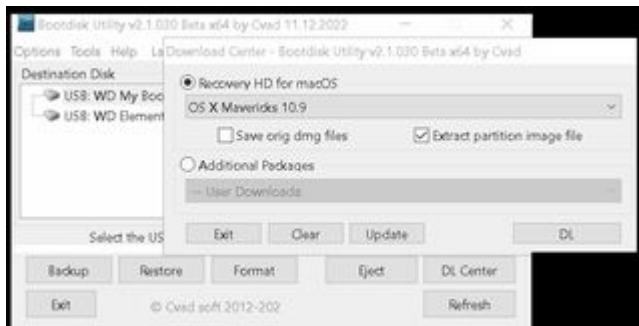 Bootdisk Utility v2.1.030 Beta x64 by Cvad 11.12.2022
Options Tools Help La
Download Center - Bootdisk Utility v2.1.030 Beta x64 by Cvad
Destination Disk
USB: WD My Boo
USB: WD Element
Recovery HD for macOS
OS X Mavericks 10.9
Save orig dmg files
Extract partition image file
Additional Packages
-- User Downloads
Select the US
Exit Clear Update DL
Backup Restore Format Eject DL Center
Exit © Cvad soft 2012-202 Refresh